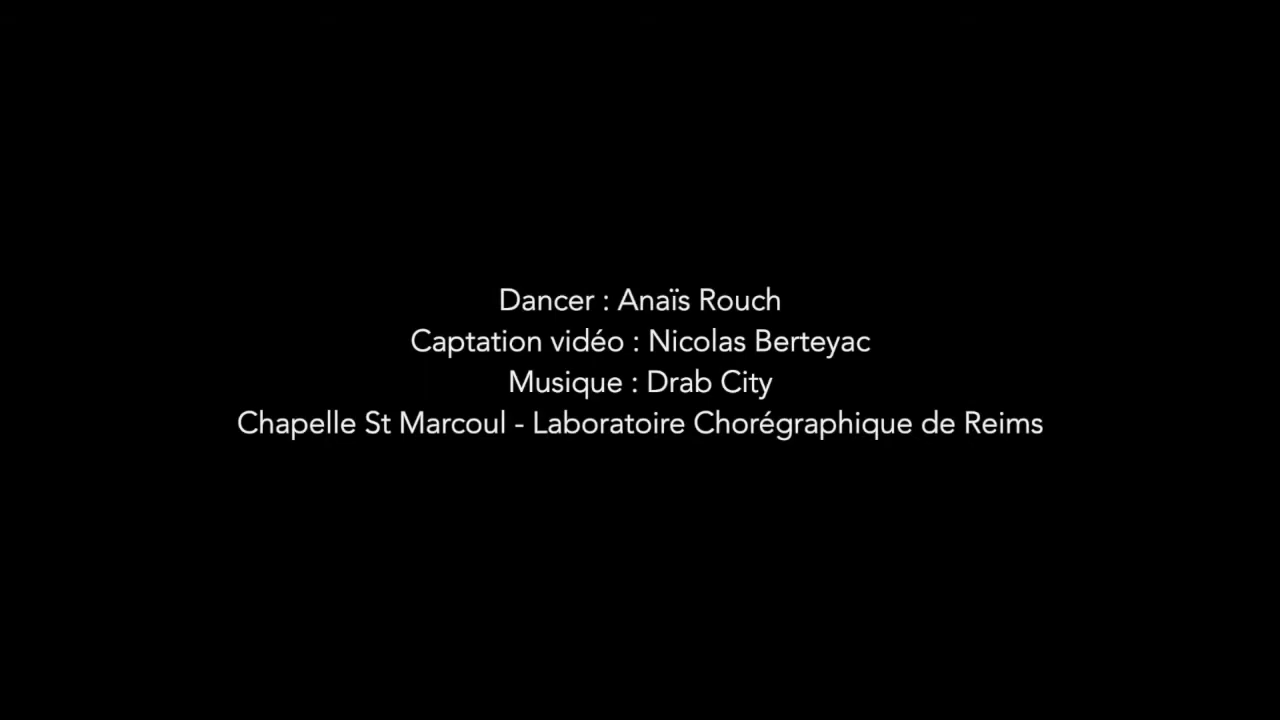 Dancer : Anaïs Rouch
Captation vidéo : Nicolas Berteyac
Musique : Drab City
Chapelle St Marcoul - Laboratoire Chorégraphique de Reims